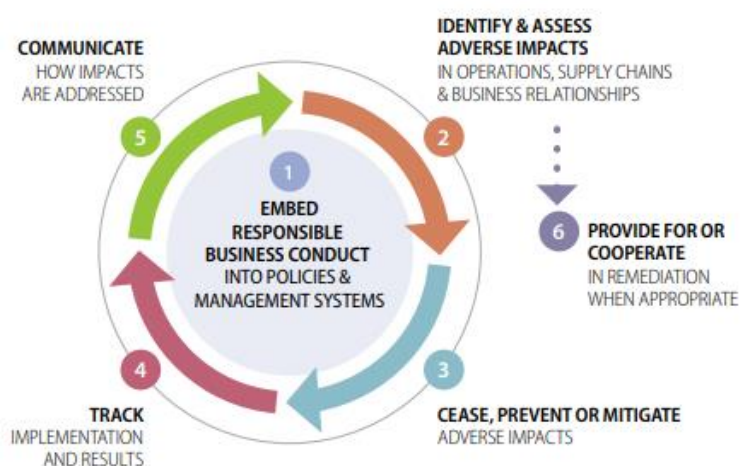 1
EMBED
RESPONSIBLE
BUSINESS CONDUCT
INTO POLICIES &
MANAGEMENT SYSTEMS
2
IDENTIFY & ASSESS
ADVERSE IMPACTS
IN OPERATIONS, SUPPLY CHAINS
& BUSINESS RELATIONSHIPS
3
CEASE, PREVENT OR MITIGATE
ADVERSE IMPACTS
4
TRACK
IMPLEMENTATION
AND RESULTS
5
COMMUNICATE
HOW IMPACTS
ARE ADDRESSED
6
PROVIDE FOR OR
COOPERATE
IN REMEDIATION
WHEN APPROPRIATE